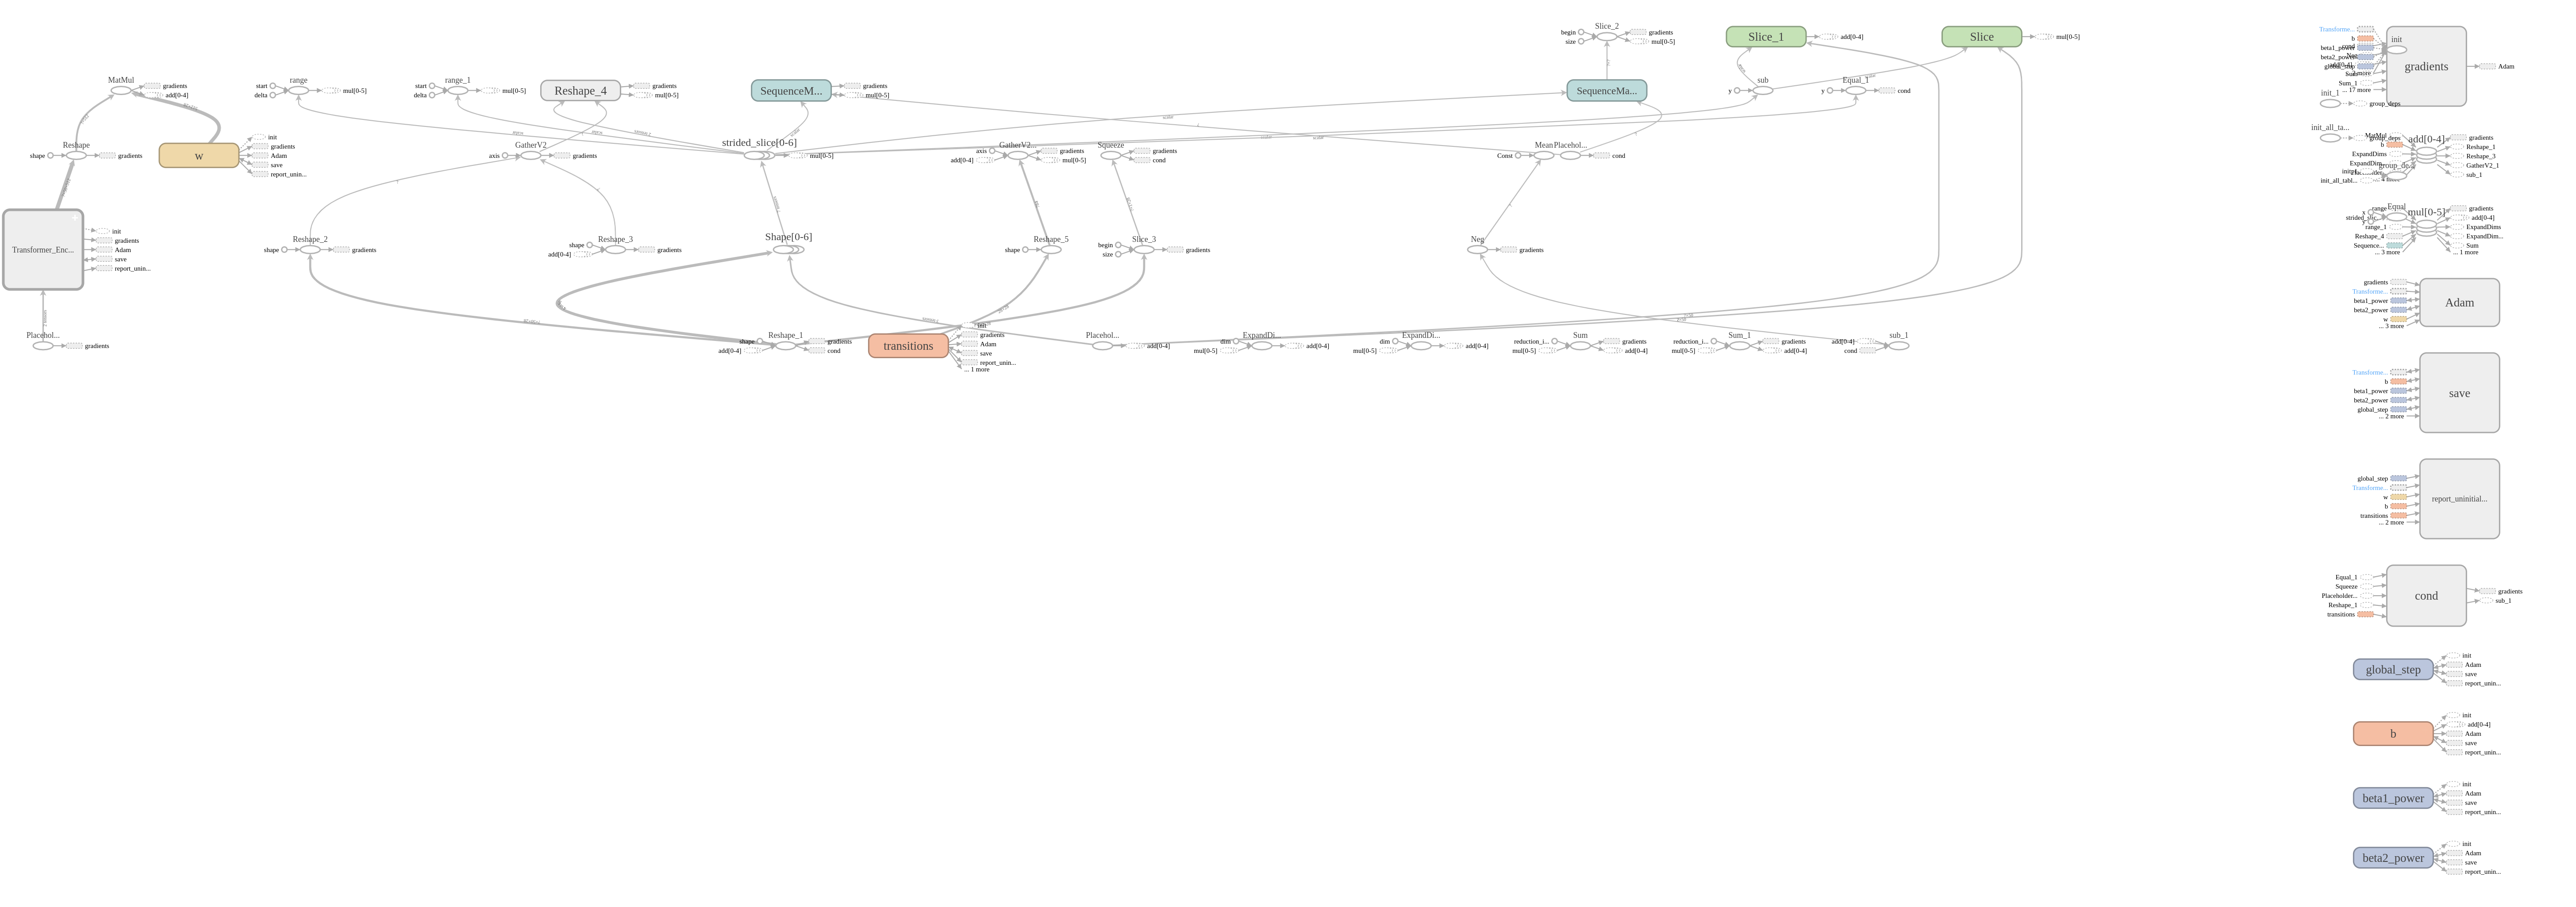 Slice_2
begin
size
gradients
mul[0-5]
Slice_1
add[0-4]
Slice
mul[0-5]
MatMul
gradients
add[0-4]
range
start
delta
mul[0-5]
range_1
start
delta
mul[0-5]
Reshape_4
gradients
mul[0-5]
SequenceM...
gradients
mul[0-5]
SequenceMa...
sub
y
Equal_1
y
cond
Reshape
shape
gradients
w
init
gradients
Adam
save
report_unin...
GatherV2
axis
gradients
strided_slice[0-6]
mul[0-5]
GatherV2...
axis
add[0-4]
gradients
mul[0-5]
Squeeze
gradients
cond
Mean
Const
Placehol...
cond
Transformer_Enc...
init
gradients
Adam
save
report_unin...
Reshape_2
shape
gradients
Reshape_3
shape
add[0-4]
gradients
Shape[0-6]
Reshape_5
shape
Slice_3
begin
size
gradients
Neg
gradients
Placehol...
gradients
Reshape_1
shape
add[0-4]
gradients
cond
transitions
init
gradients
Adam
save
report_unin...
... 1 more
Placehol...
add[0-4]
ExpandDi...
dim
mul[0-5]
add[0-4]
ExpandDi...
dim
mul[0-5]
add[0-4]
Sum
reduction_i...
mul[0-5]
gradients
add[0-4]
Sum_1
reduction_i...
mul[0-5]
gradients
add[0-4]
sub_1
add[0-4]
cond
Transforme...
b
beta1_power
beta2_power
global_step
Sum
Sum_1
... 17 more
init
gradients
Adam
init_1
group_deps
init_all_ta...
group_deps
MatMul
b
ExpandDims
ExpandDim...
init_all_tabl...
add[0-4]
gradients
Reshape_1
Reshape_3
GatherV2_1
sub_1
Equal
x
y
range
strided_slic...
range_1
Reshape_4
Sequence...
... 3 more
mul[0-5]
gradients
add[0-4]
ExpandDims
ExpandDim...
Sum
... 1 more
gradients
Transforme...
beta1_power
beta2_power
w
... 3 more
Adam
Transforme...
b
beta1_power
beta2_power
global_step
... 2 more
save
global_step
Transforme...
w
b
transitions
... 2 more
report_uninitial...
Equal_1
Squeeze
Placeholder...
Reshape_1
transitions
cond
gradients
sub_1
global_step
init
Adam
save
report_unin...
b
init
add[0-4]
Adam
save
report_unin...
beta1_power
init
Adam
save
report_unin...
beta2_power
init
Adam
save
report_unin...